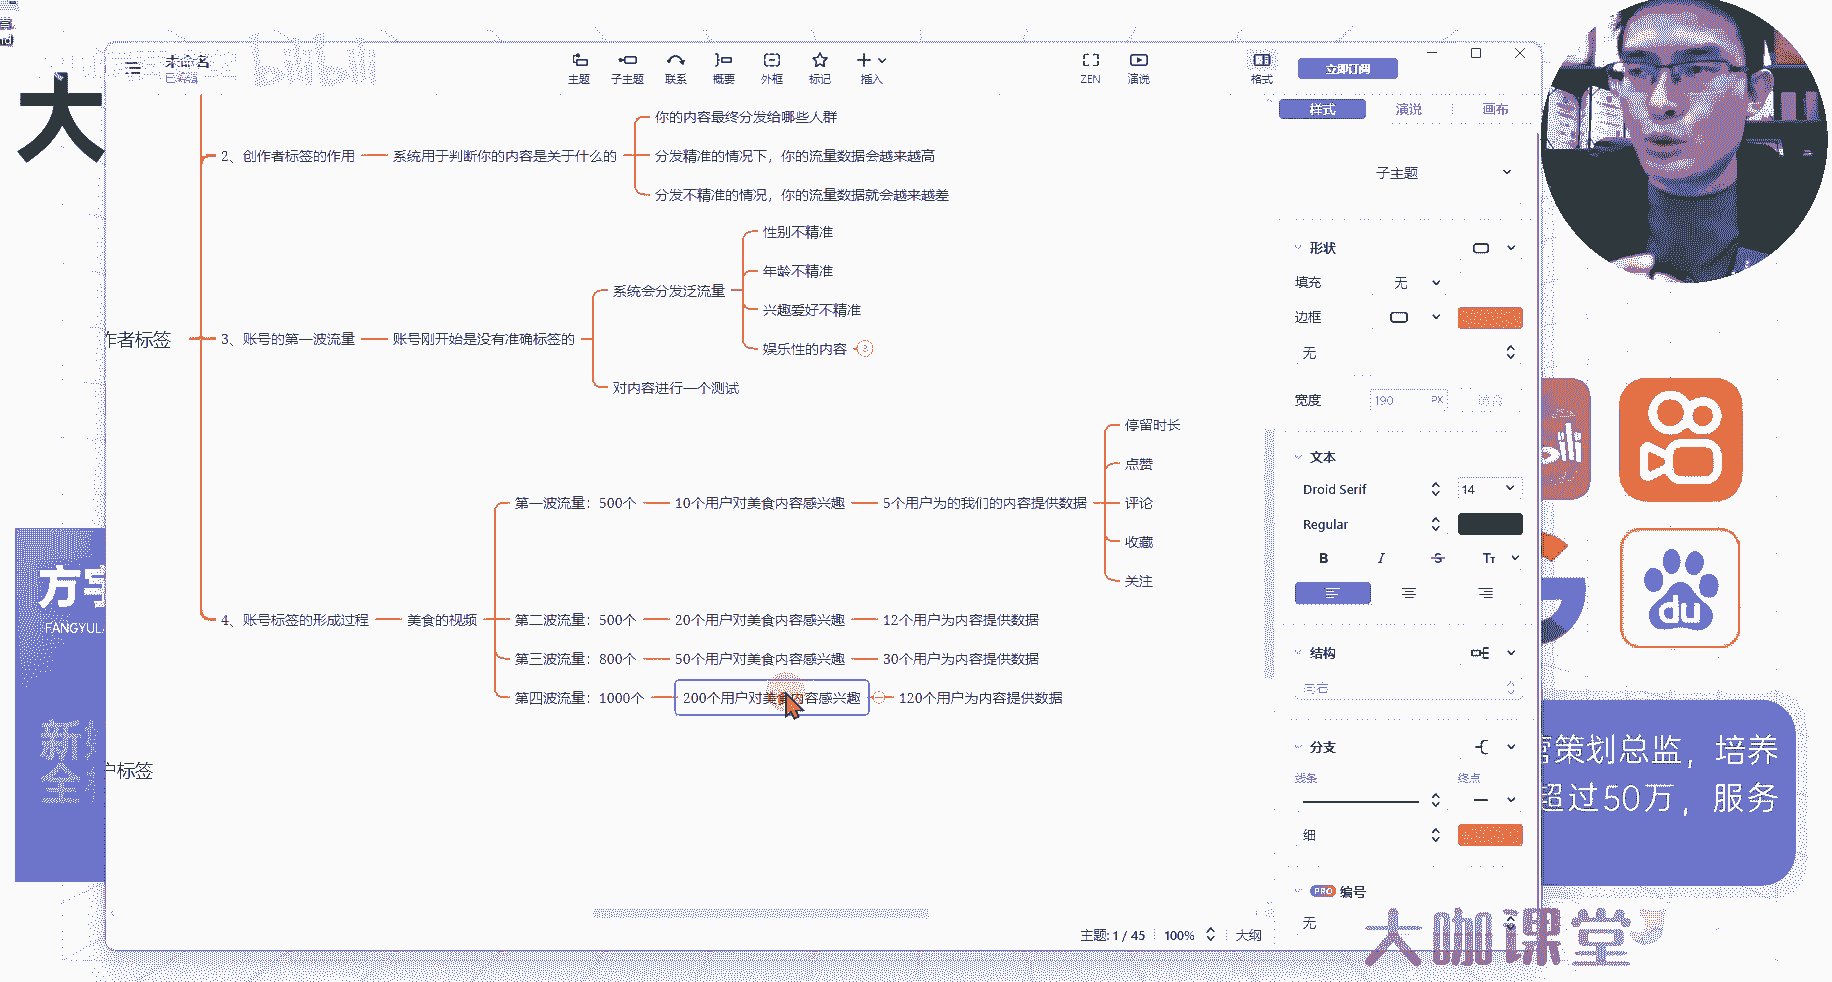 未命名
已编辑
主题
子主题
联系
概要
外框
标记
插入
ZEN
演说
格式
立即订阅
大
样式
演说
画布
你的内容最终分发给哪些人群
2、创作者标签的作用
系统用于判断你的内容是关于什么的
分发精准的情况下，你的流量数据会越来越高
分发不精准的情况，你的流量数据就会越来越差
性别不精准
年龄不精准
系统会分发泛流量
兴趣爱好不精准
作者标签
3、账号的第一波流量
账号刚开始是没有准确标签的
娱乐性的内容
2
对内容进行一个测试
停留时长
点赞
第一波流量：500个
10个用户对美食内容感兴趣
5个用户为的我们的内容提供数据
评论
收藏
关注
4、账号标签的形成过程
美食的视频
第二波流量：500个
20个用户对美食内容感兴趣
12个用户为内容提供数据
第三波流量：800个
50个用户对美食内容感兴趣
30个用户为内容提供数据
第四波流量：1000个
200个用户对美食内容感兴趣
120个用户为内容提供数据
户标签
子主题
形状
填充
无
边框
无
宽度
190
PX
文本
Droid Serif
14
Regular
B
I
S
Tт
结构
分支
线条
终点
细
PRO 编号
无
主题: 1 / 45
100%
大纲
方宇
FANGYUL
新
全
du
营策划总监，培养
超过50万，服务
大咖课堂